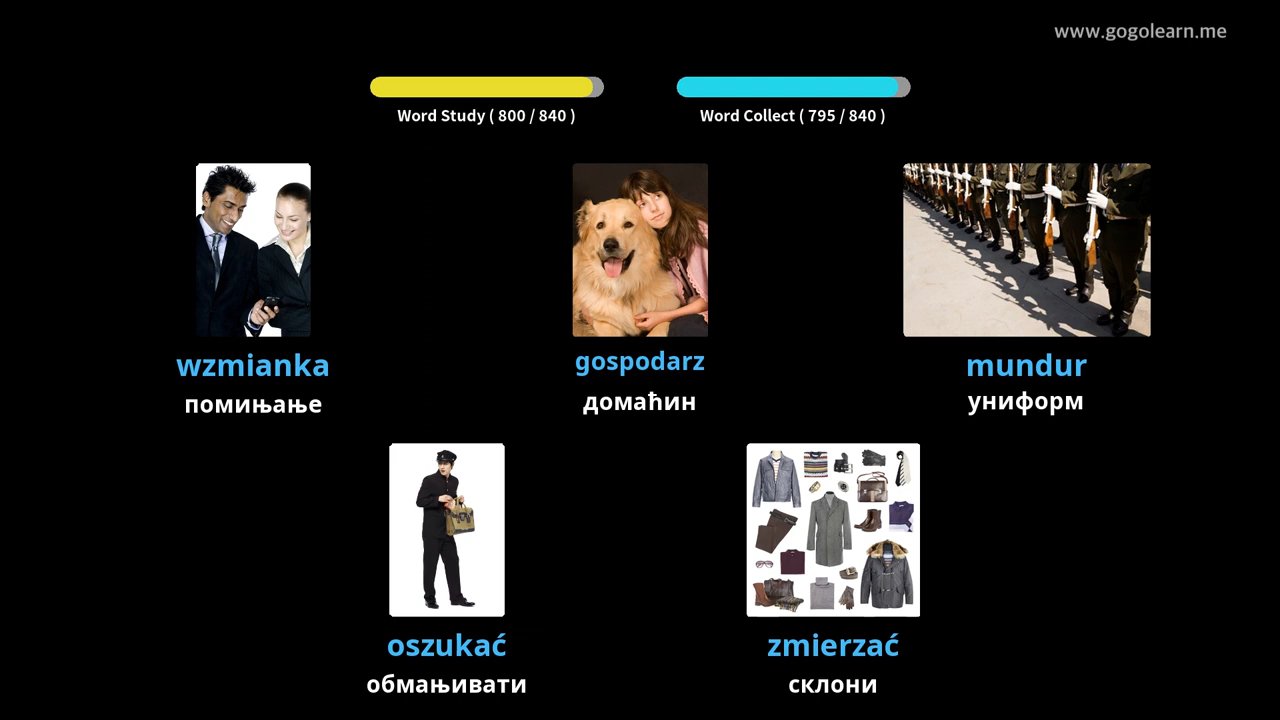 www.gogolearn.me
Word Study ( 800 / 840 )
Word Collect ( 795 / 840 )
wzmianka
помињање
gospodarz
домаћин
mundur
униформ
oszukać
обмањивати
zmierzać
склони